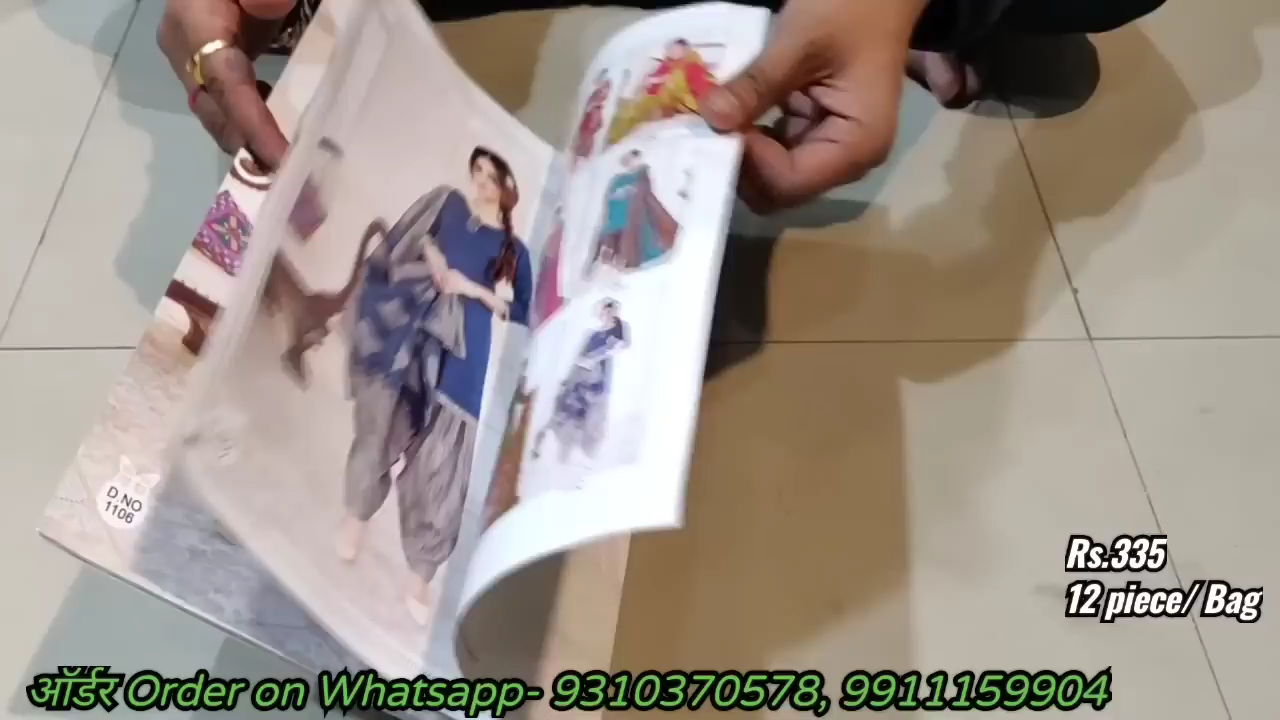 D.NO
1106
Rs.335
12 piece/ Bag
ऑर्डर Order on Whatsapp- 9310370578, 9911159904